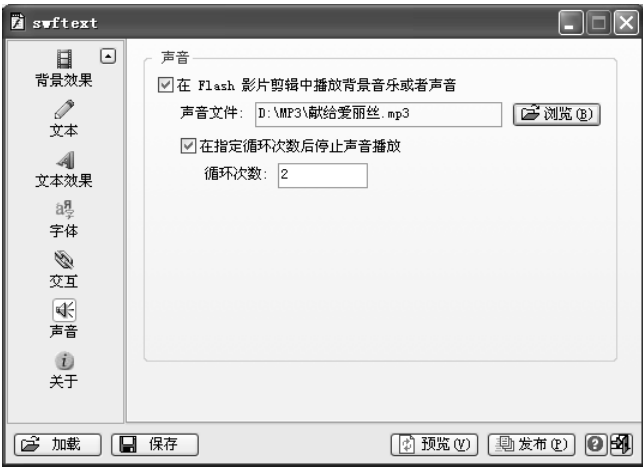 swftext
背景效果
文本
文本效果
字体
交互
声音
关于
声音
在 Flash 影片剪辑中播放背景音乐或者声音
声音文件: D:\MP3\献给爱丽丝.mp3 浏览(B)
在指定循环次数后停止声音播放
循环次数: 2
加载 保存 预览(V) 发布(P)